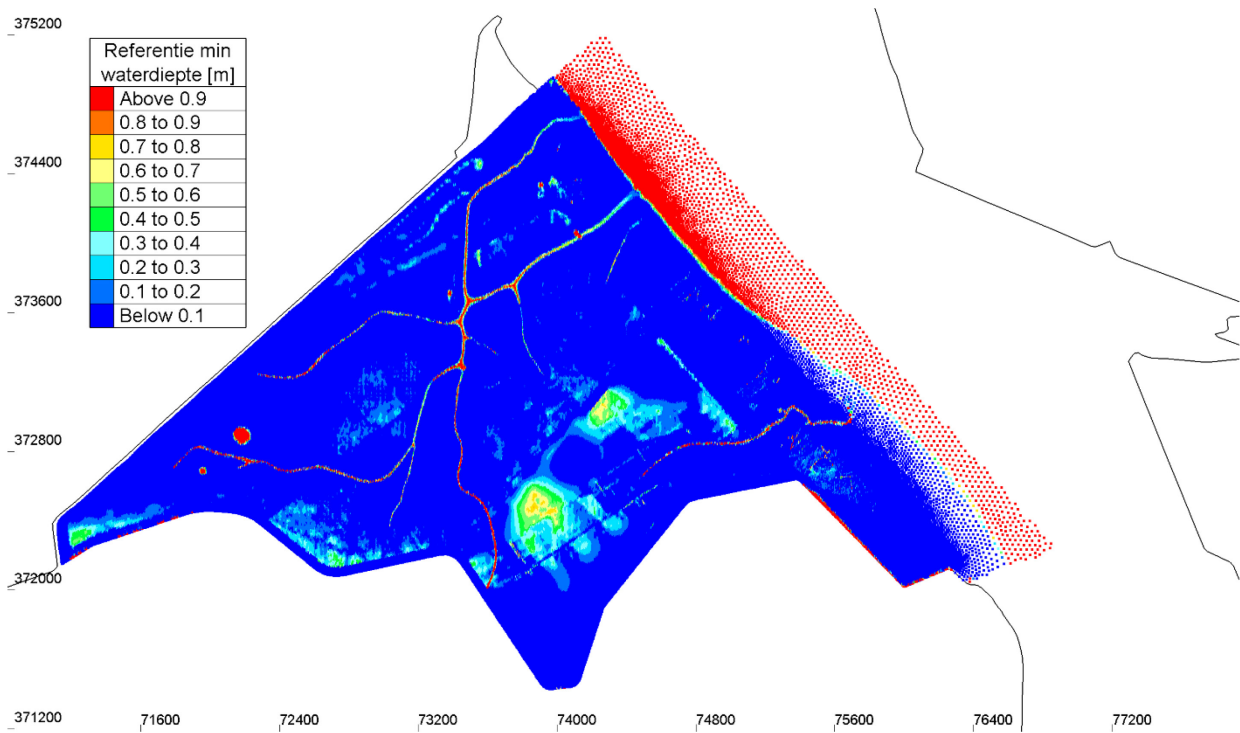 375200
Referentie min
waterdiepte [m]
Above 0.9
0.8 to 0.9
0.7 to 0.8
0.6 to 0.7
0.5 to 0.6
0.4 to 0.5
0.3 to 0.4
0.2 to 0.3
0.1 to 0.2
Below 0.1
374400
373600
372800
372000
371200
71600
72400
73200
74000
74800
75600
76400
77200